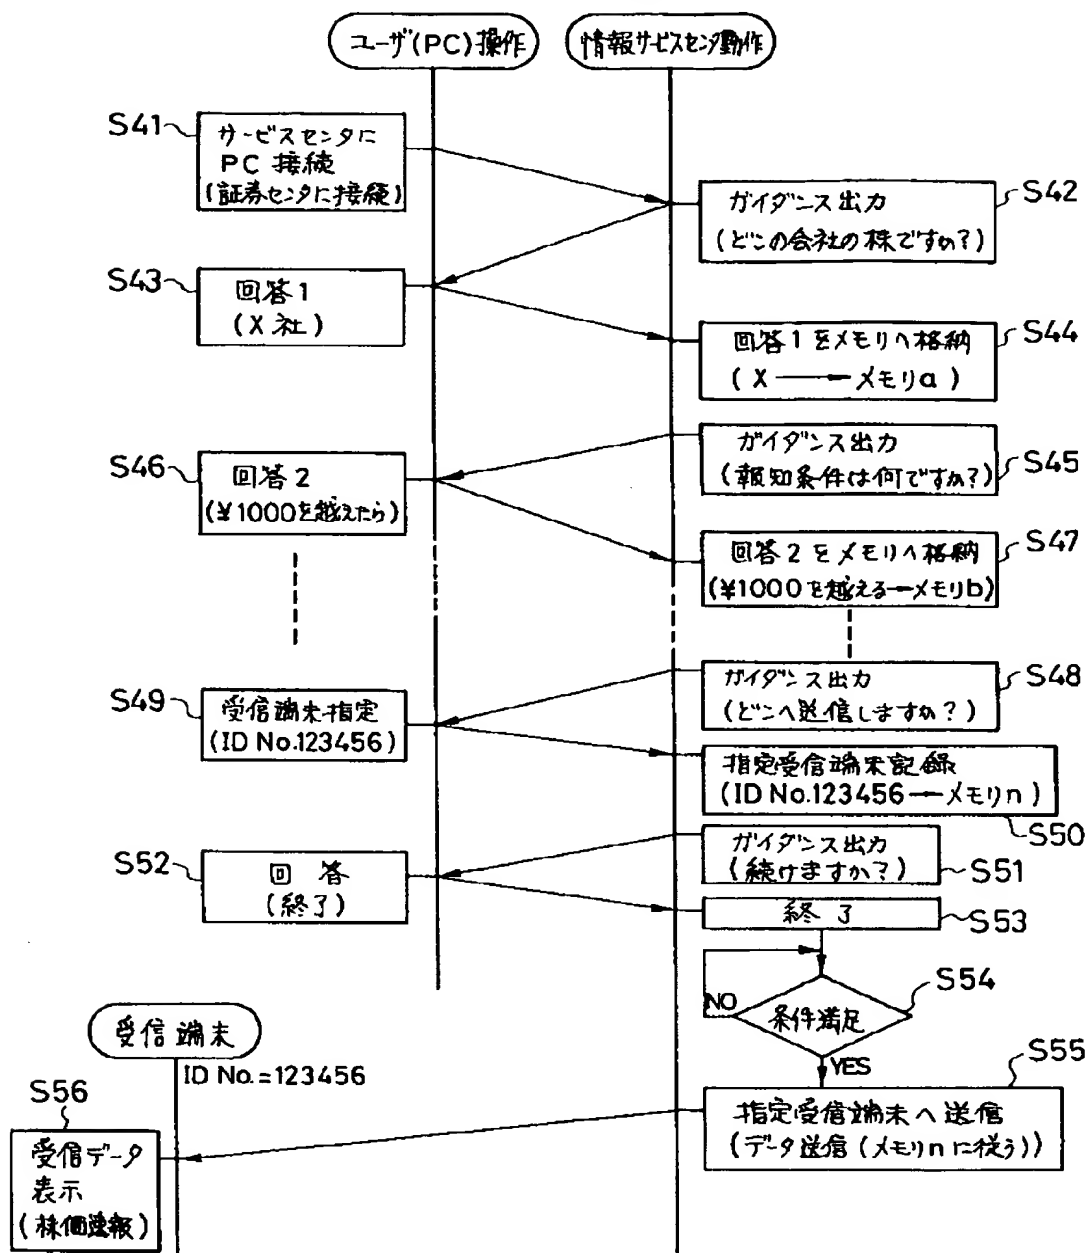 ユーザ(PC)操作
情報サービスセンタ動作
S41
サービスセンタに
PC 接続
(証券センタに接続)
S42
ガイダンス出力
(どこの会社の株ですか?)
S43
回答1
(X 社)
S44
回答1をメモリへ格納
(X → メモリa)
S45
ガイダンス出力
(報知条件は何ですか?)
S46
回答2
(¥1000を越えたら)
S47
回答2をメモリへ格納
(¥1000を越える→メモリb)
S48
ガイダンス出力
(どこへ送信しますか?)
S49
受信端末指定
(ID No.123456)
指定受信端末記録
(ID No.123456→メモリn)
S50
ガイダンス出力
(続けますか?)
S51
S52
回 答
(終了)
終 了
S53
S54
NO
条件満足
YES
受信端末
ID No.=123456
S55
指定受信端末へ送信
(データ送信(メモリnに従う))
S56
受信データ
表示
(株価速報)